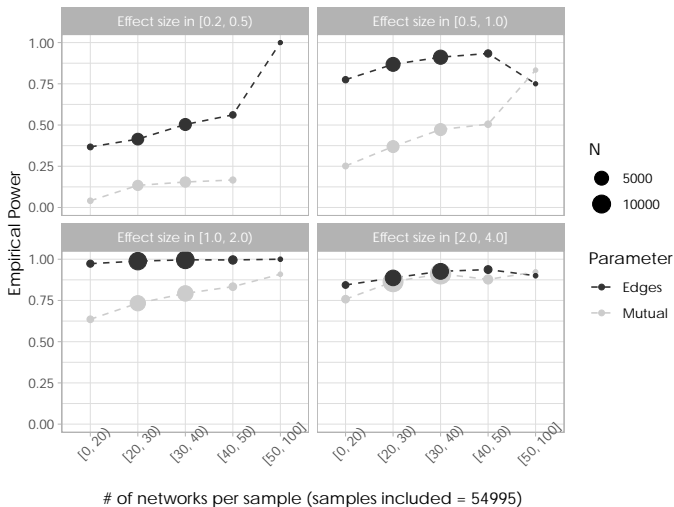 Effect size in [0.2, 0.5)
Effect size in [0.5, 1.0)
1.00
0.75
0.50
0.25
0.00
Effect size in [1.0, 2.0)
Effect size in [2.0, 4.0]
1.00
0.75
0.50
0.25
0.00
Empirical Power
[0, 20)
[20, 30)
[30, 40)
[40, 50)
[50, 100]
[0, 20)
[20, 30)
[30, 40)
[40, 50)
[50, 100]
# of networks per sample (samples included = 54995)
N
5000
10000
Parameter
Edges
Mutual